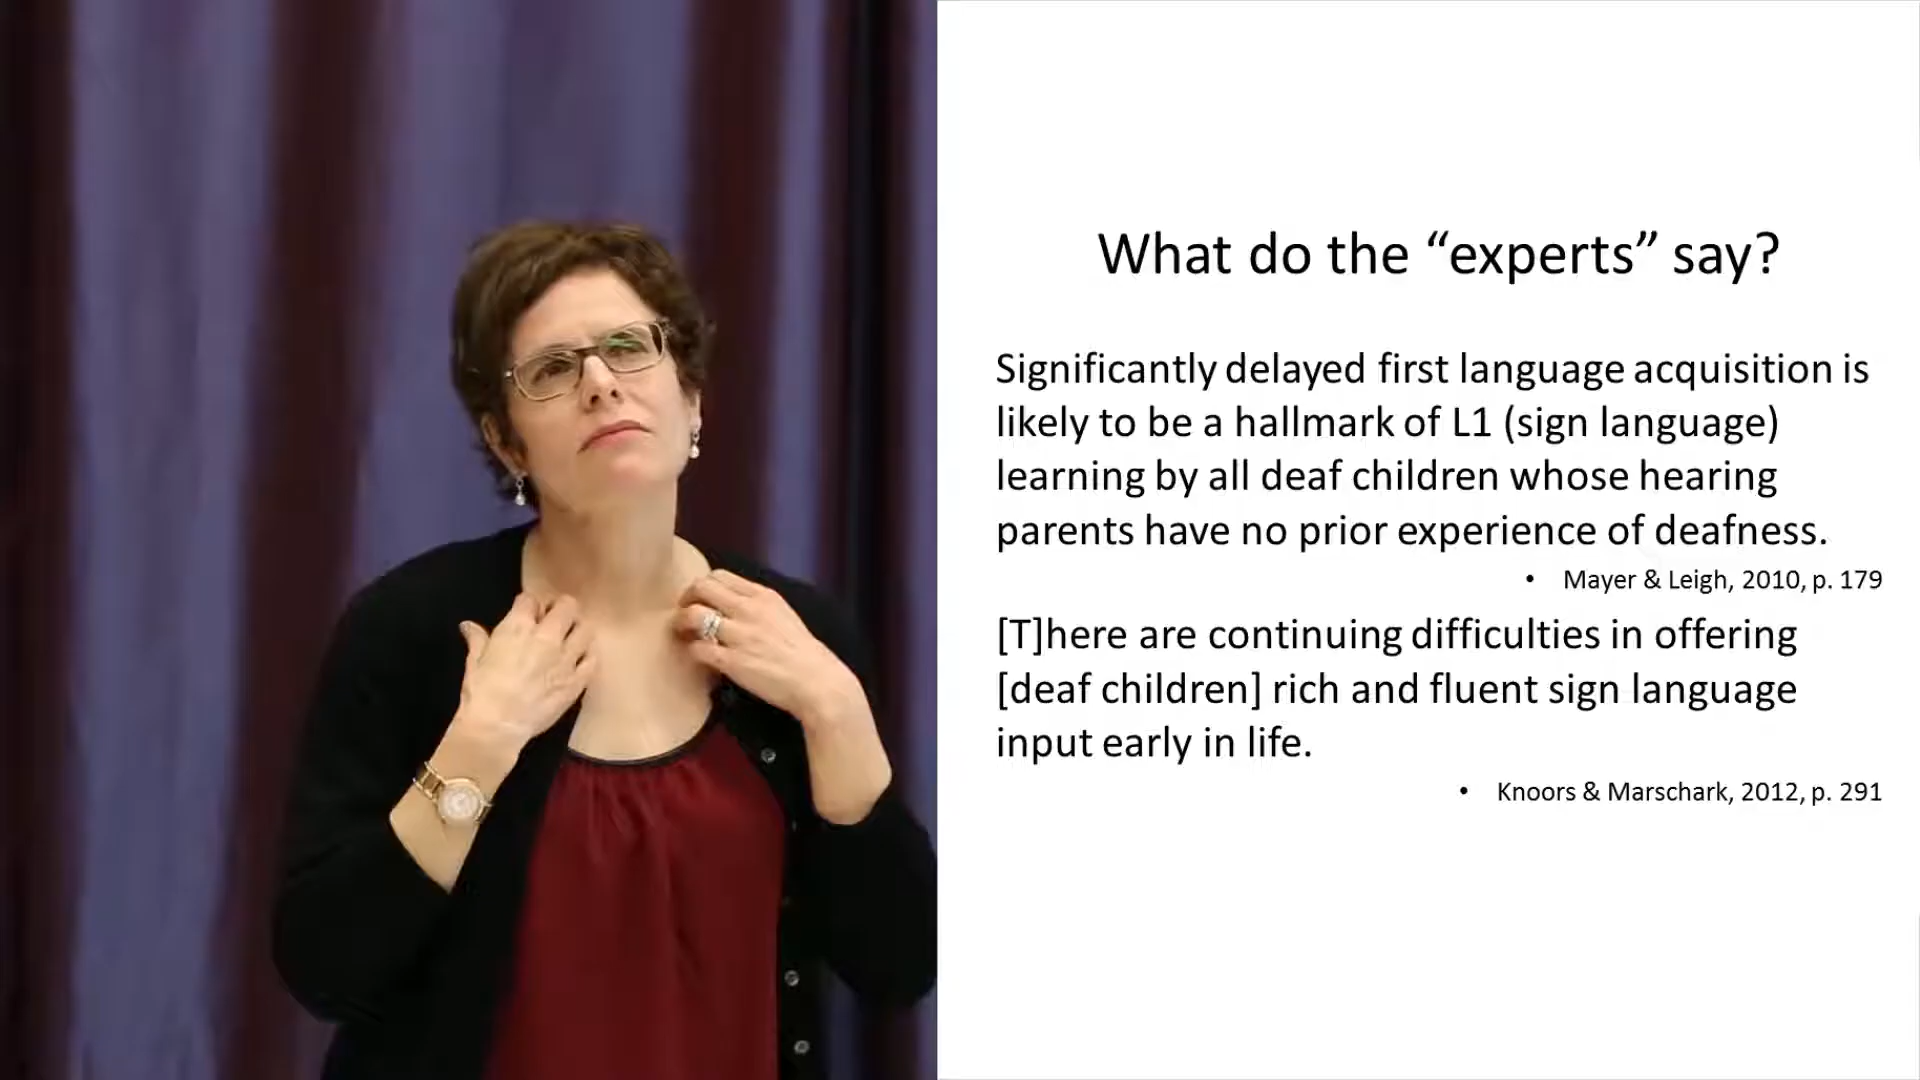 What do the “experts” say?
Significantly delayed first language acquisition is
likely to be a hallmark of L1 (sign language)
learning by all deaf children whose hearing
parents have no prior experience of deafness.
• Mayer & Leigh, 2010, p. 179
[T]here are continuing difficulties in offering
[deaf children] rich and fluent sign language
input early in life.
• Knoors & Marschark, 2012, p. 291